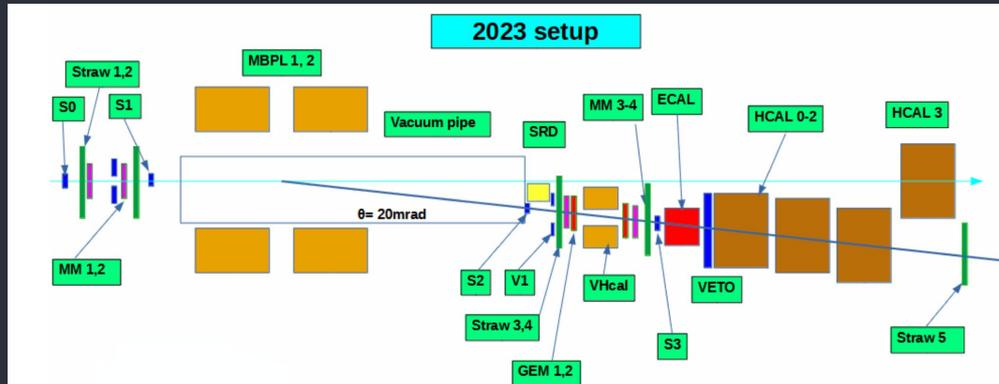 2023 setup
MBPL 1, 2
Straw 1,2
S0
S1
Vacuum pipe
SRD
MM 3-4
ECAL
HCAL 0-2
HCAL 3
θ= 20mrad
MM 1,2
S2
V1
VHcal
VETO
Straw 3,4
S3
Straw 5
GEM 1,2